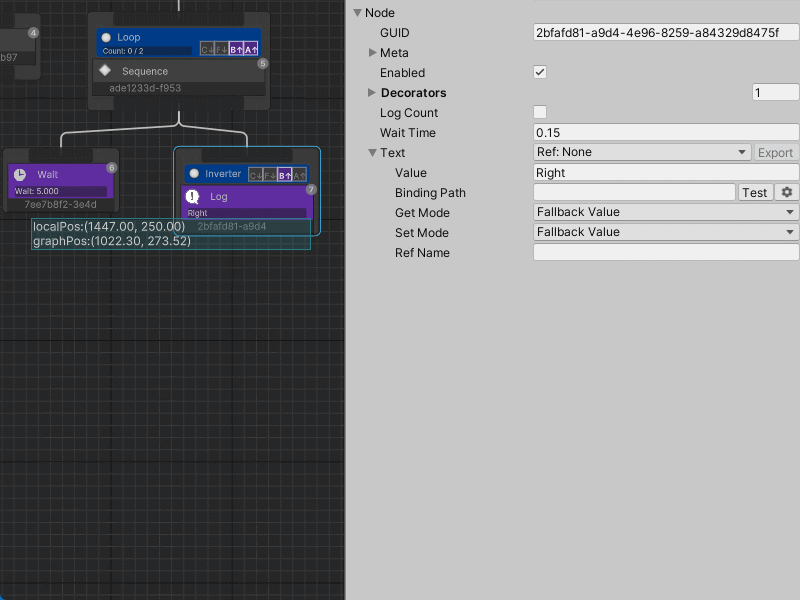 4
b97
Loop
Count: 0 / 2
C↓ F↓ B↑ A↑
5
Sequence
ade1233d-f953
6
Wait
Wait: 5.000
7ee7b8f2-3e4d
Inverter
C↓ F↓ B↑ A↑
7
Log
Right
2bfafd81-a9d4
localPos:(1447.00, 250.00)
graphPos:(1022.30, 273.52)
Node
GUID 2bfafd81-a9d4-4e96-8259-a84329d8475f
Meta
Enabled
Decorators 1
Log Count
Wait Time 0.15
Text Ref: None Export
Value Right
Binding Path Test
Get Mode Fallback Value
Set Mode Fallback Value
Ref Name